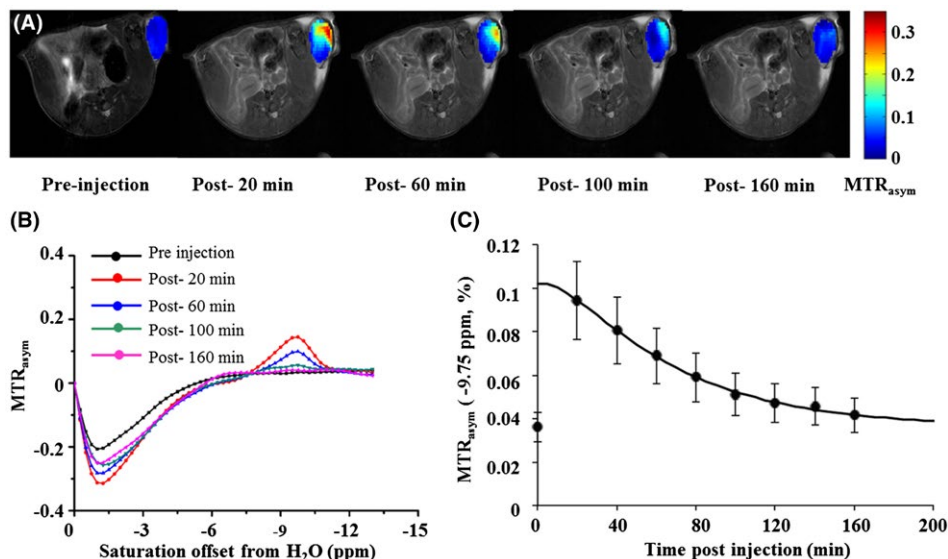 (A)
0.3
0.2
0.1
0
Pre-injection Post- 20 min Post- 60 min Post- 100 min Post- 160 min MTRasym
(B)
0.4
0.2
0
-0.2
-0.4
MTRasym
Pre injection
Post- 20 min
Post- 60 min
Post- 100 min
Post- 160 min
0 -3 -6 -9 -12 -15
Saturation offset from H2O (ppm)
(C)
0.12
0.1
0.08
0.06
0.04
0.02
0
MTRasym ( -9.75 ppm, %)
0 40 80 120 160 200
Time post injection (min)